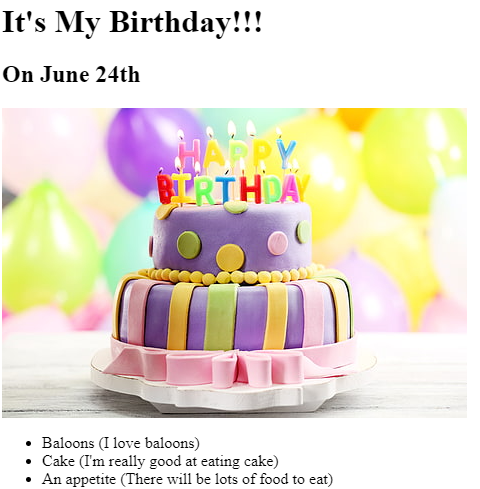 It's My Birthday!!!
On June 24th
HAPPY
BIRTHDAY
Baloons (I love baloons)
Cake (I'm really good at eating cake)
An appetite (There will be lots of food to eat)